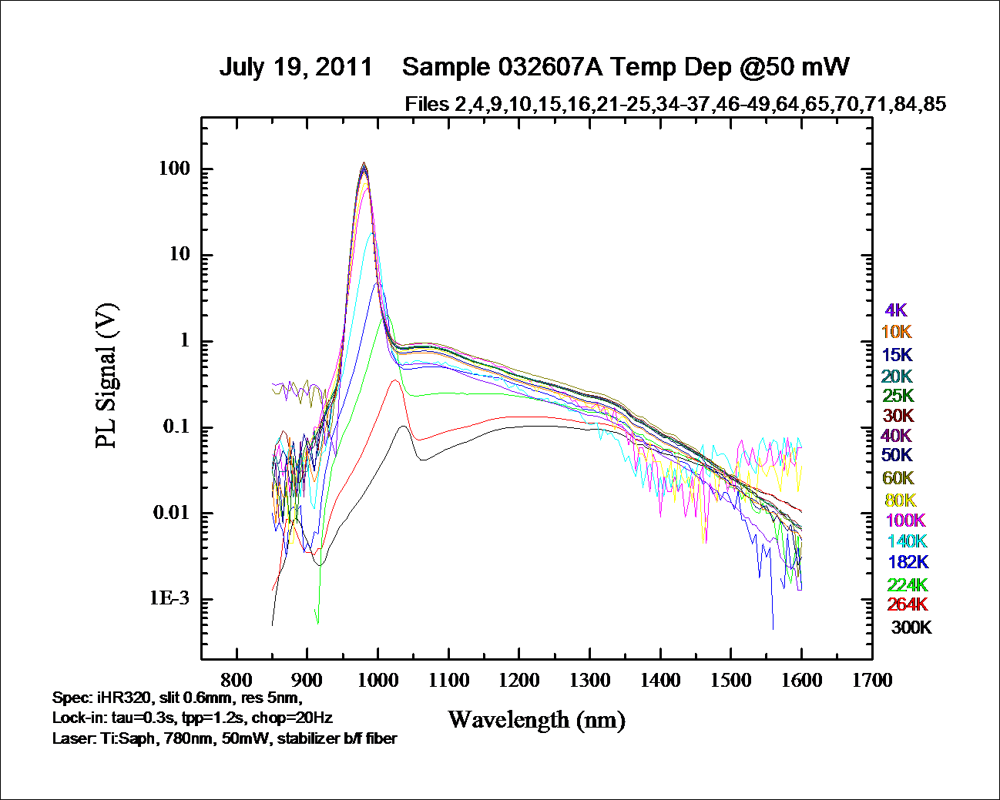 July 19, 2011    Sample 032607A Temp Dep @50 mW
Files 2,4,9,10,15,16,21-25,34-37,46-49,64,65,70,71,84,85
100
10
1
0.1
0.01
1E-3
PL Signal (V)
800 900 1000 1100 1200 1300 1400 1500 1600 1700
Wavelength (nm)
4K
10K
15K
20K
25K
30K
40K
50K
60K
80K
100K
140K
182K
224K
264K
300K
Spec: iHR320, slit 0.6mm, res 5nm,
Lock-in: tau=0.3s, tpp=1.2s, chop=20Hz
Laser: Ti:Saph, 780nm, 50mW, stabilizer b/f fiber